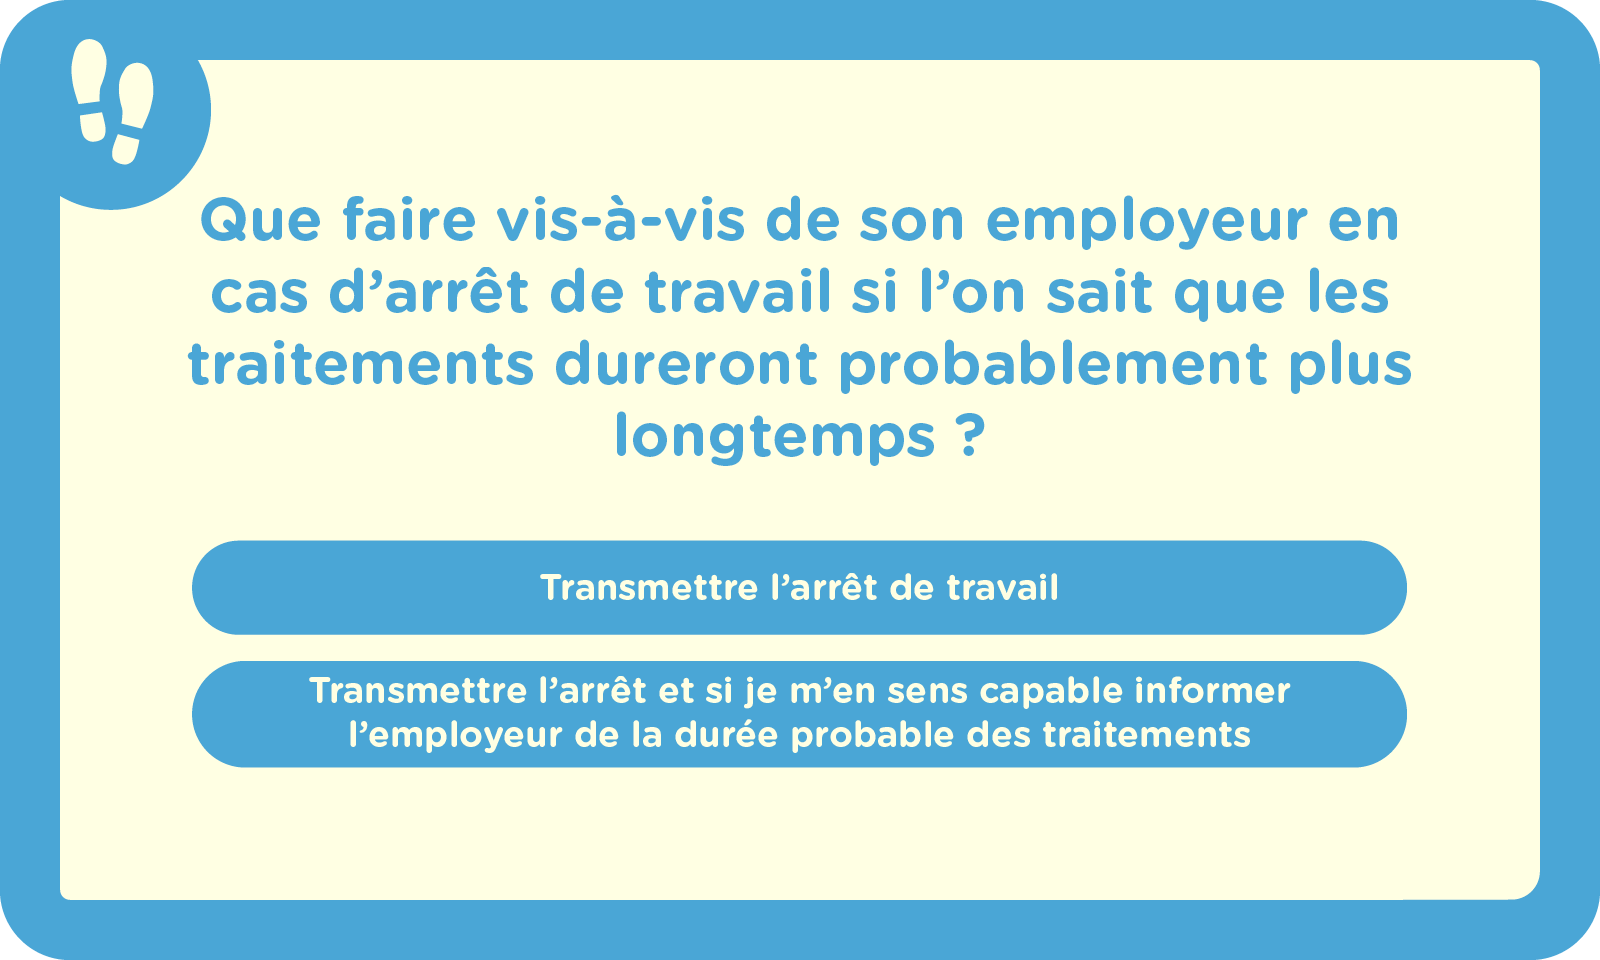 Que faire vis-à-vis de son employeur en
cas d’arrêt de travail si l’on sait que les
traitements dureront probablement plus
longtemps ?
Transmettre l’arrêt de travail
Transmettre l’arrêt et si je m’en sens capable informer
l’employeur de la durée probable des traitements